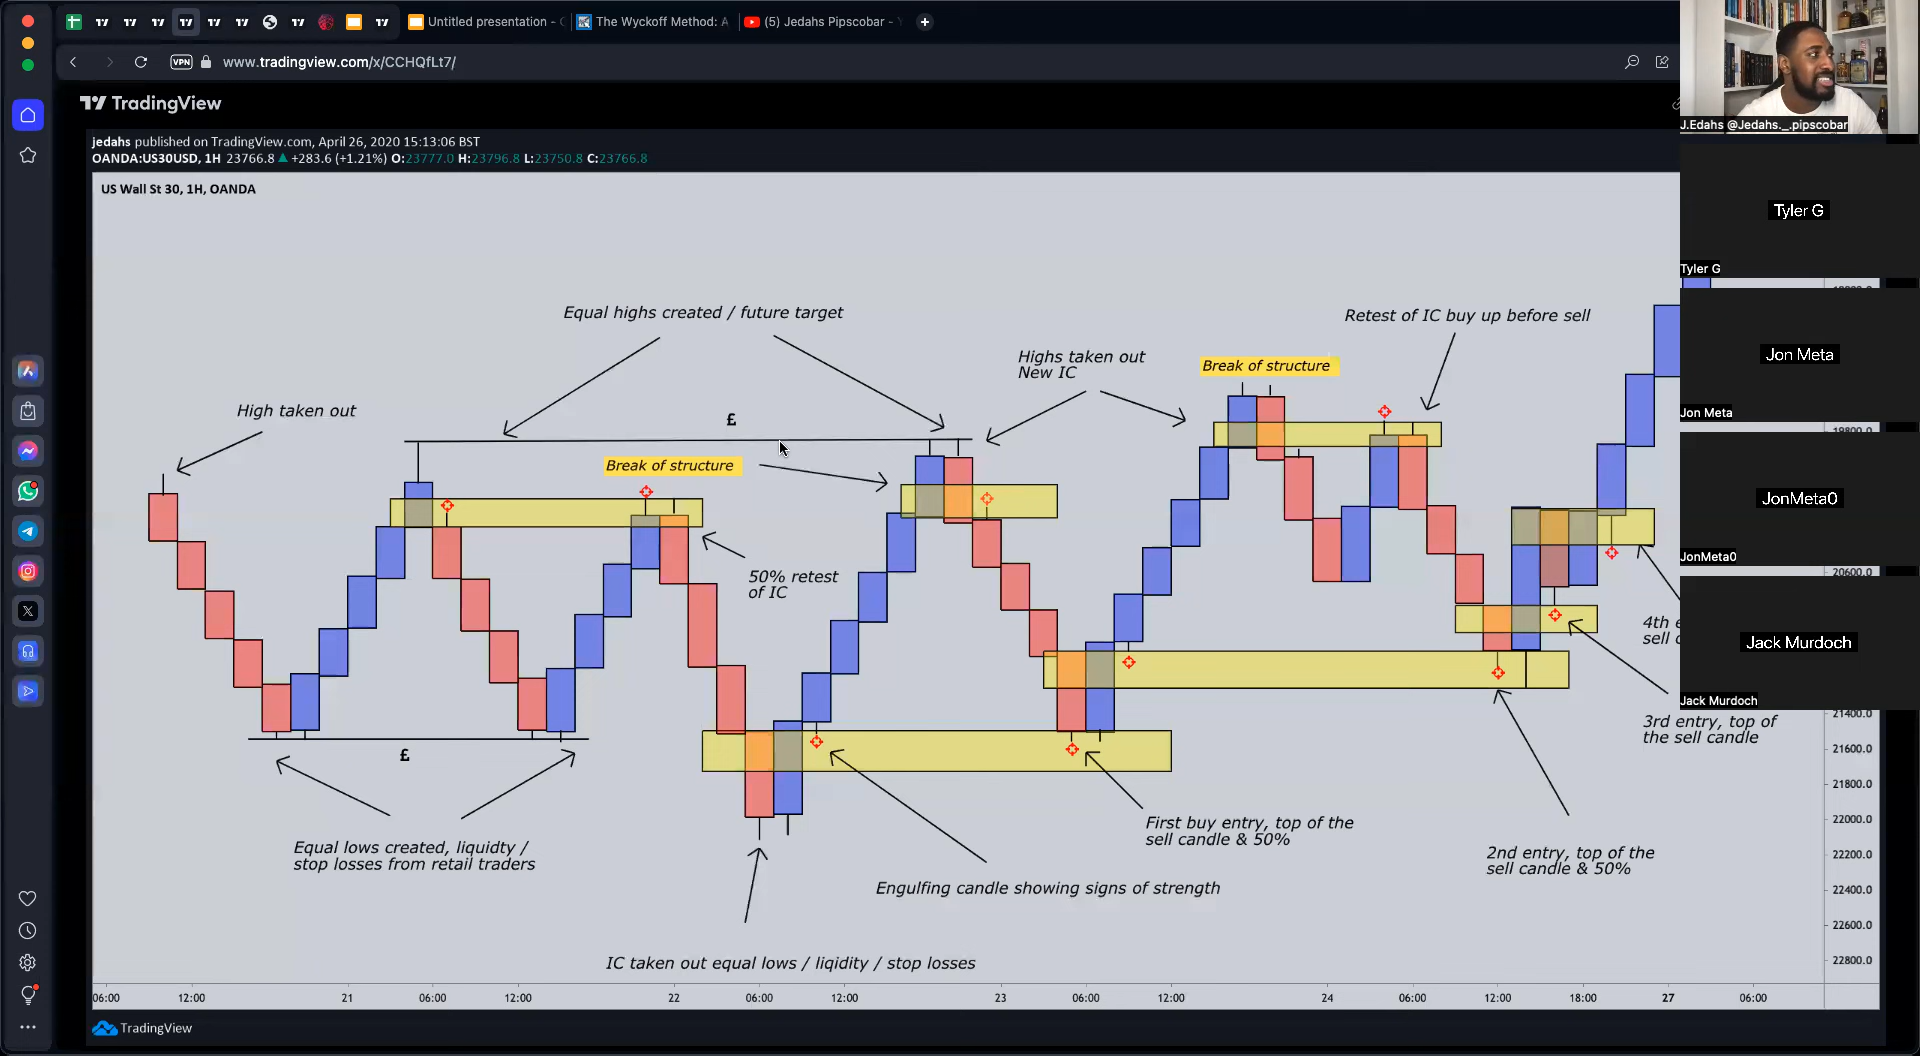 Untitled presentation -
The Wyckoff Method: A
(5) Jedahs Pipscobar -
VPN
www.tradingview.com/x/CCHQfLt7/
TradingView
jedahs published on TradingView.com, April 26, 2020 15:13:06 BST
OANDA:US30USD, 1H 23766.8 ▲ +283.6 (+1.21%) O:23777.0 H:23796.8 L:23750.8 C:23766.8
US Wall St 30, 1H, OANDA
Equal highs created / future target
Retest of IC buy up before sell
Highs taken out
New IC
Break of structure
High taken out
£
Break of structure
50% retest
of IC
£
Equal lows created, liquidty /
stop losses from retail traders
Engulfing candle showing signs of strength
IC taken out equal lows / liqidity / stop losses
First buy entry, top of the
sell candle & 50%
2nd entry, top of the
sell candle & 50%
3rd entry, top of
the sell candle
4th
sell
20600.0
21400.0
21600.0
21800.0
22000.0
22200.0
22400.0
22600.0
22800.0
06:00
12:00
21
06:00
12:00
22
06:00
12:00
23
06:00
12:00
24
06:00
12:00
18:00
27
06:00
TradingView
J.Edahs @Jedahs._.pipscobar
Tyler G
Tyler G
Jon Meta
Jon Meta
JonMeta0
JonMeta0
Jack Murdoch
Jack Murdoch